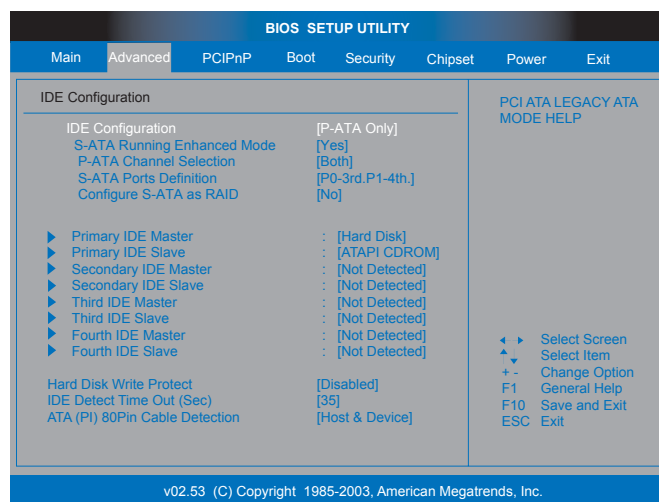 BIOS SETUP UTILITY
Main Advanced PCIPnP Boot Security Chipset Power Exit
IDE Configuration
IDE Configuration [P-ATA Only]
S-ATA Running Enhanced Mode [Yes]
P-ATA Channel Selection [Both]
S-ATA Ports Definition [P0-3rd.P1-4th.]
Configure S-ATA as RAID [No]
Primary IDE Master : [Hard Disk]
Primary IDE Slave : [ATAPI CDROM]
Secondary IDE Master : [Not Detected]
Secondary IDE Slave : [Not Detected]
Third IDE Master : [Not Detected]
Third IDE Slave : [Not Detected]
Fourth IDE Master : [Not Detected]
Fourth IDE Slave : [Not Detected]
Hard Disk Write Protect [Disabled]
IDE Detect Time Out (Sec) [35]
ATA (PI) 80Pin Cable Detection [Host & Device]
PCI ATA LEGACY ATA
MODE HELP
Select Screen
Select Item
+ - Change Option
F1 General Help
F10 Save and Exit
ESC Exit
v02.53 (C) Copyright 1985-2003, American Megatrends, Inc.